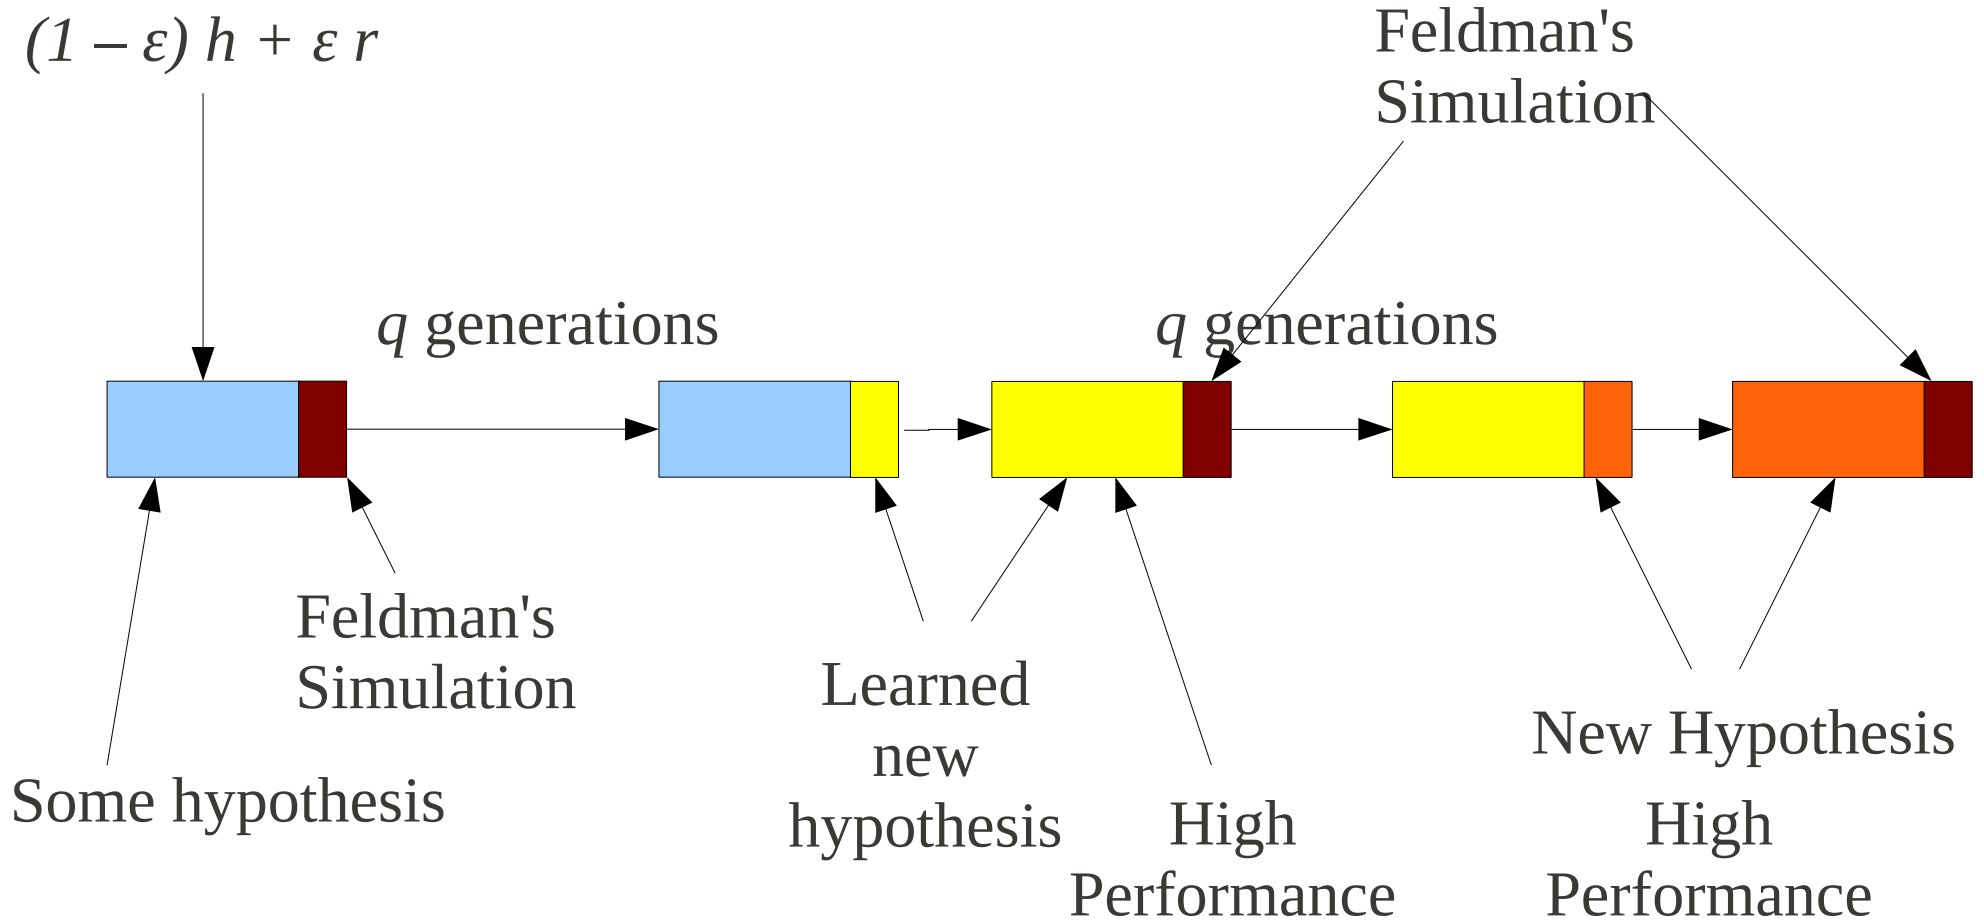 (1 – ε) h + ε r
Feldman's
Simulation
q generations
q generations
Feldman's
Simulation
Some hypothesis
Learned
new
hypothesis
High
Performance
New Hypothesis
High
Performance